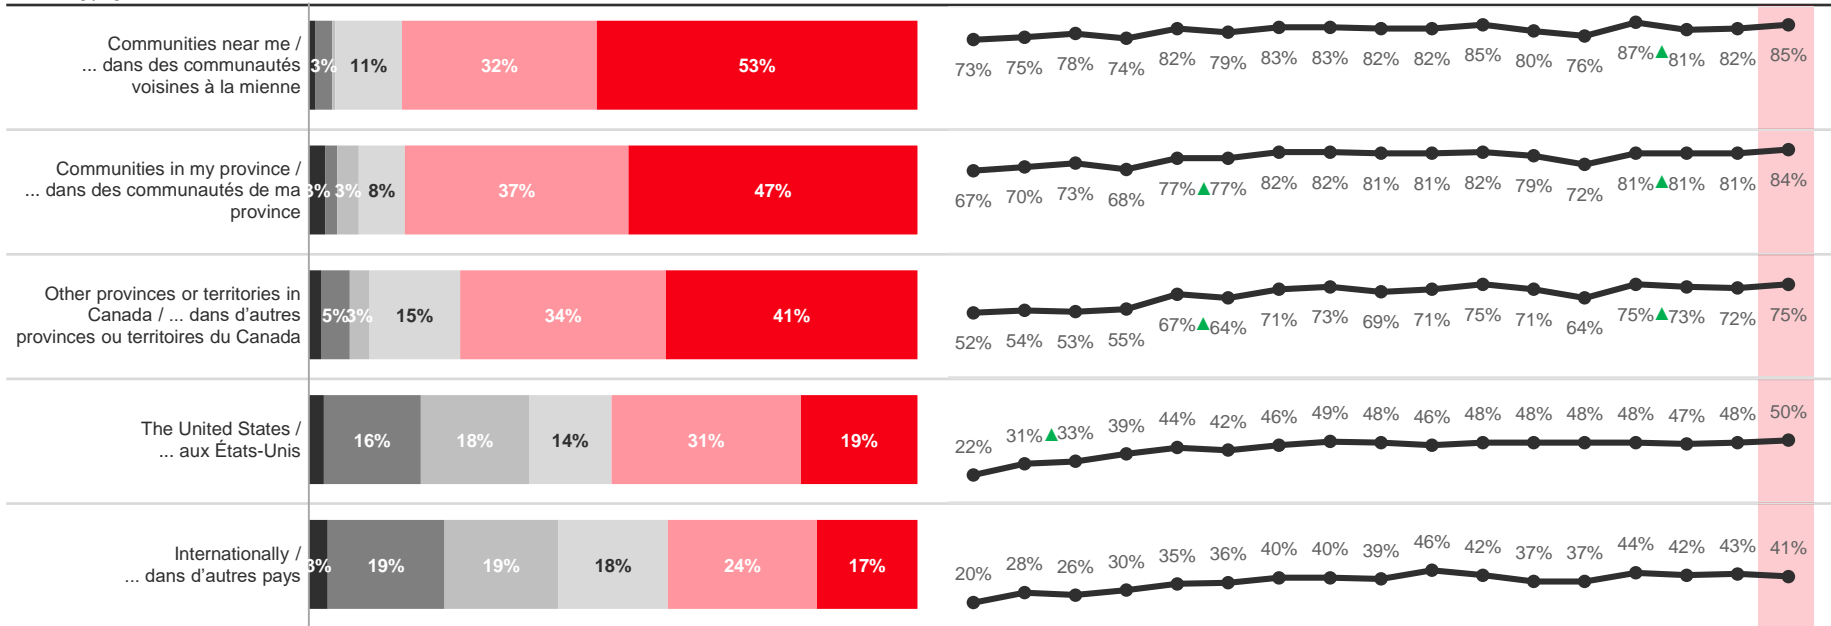 Communities near me /
... dans des communautés
voisines à la mienne
3% 11% 32% 53%
73% 75% 78% 74% 82% 79% 83% 83% 82% 82% 85% 80% 76% 87% ▲ 81% 82% 85%
Communities in my province /
... dans des communautés de ma
province
3% 3% 8% 37% 47%
67% 70% 73% 68% 77% ▲ 77% 82% 82% 81% 81% 82% 79% 72% 81% ▲ 81% 81% 84%
Other provinces or territories in
Canada / ... dans d'autres
provinces ou territoires du Canada
5% 3% 15% 34% 41%
52% 54% 53% 55% 67% ▲ 64% 71% 73% 69% 71% 75% 71% 64% 75% ▲ 73% 72% 75%
The United States /
... aux États-Unis
16% 18% 14% 31% 19%
22% 31% ▲ 33% 39% 44% 42% 46% 49% 48% 46% 48% 48% 48% 48% 47% 48% 50%
Internationally /
... dans d'autres pays
3% 19% 19% 18% 24% 17%
20% 28% 26% 30% 35% 36% 40% 40% 39% 46% 42% 37% 37% 44% 42% 43% 41%